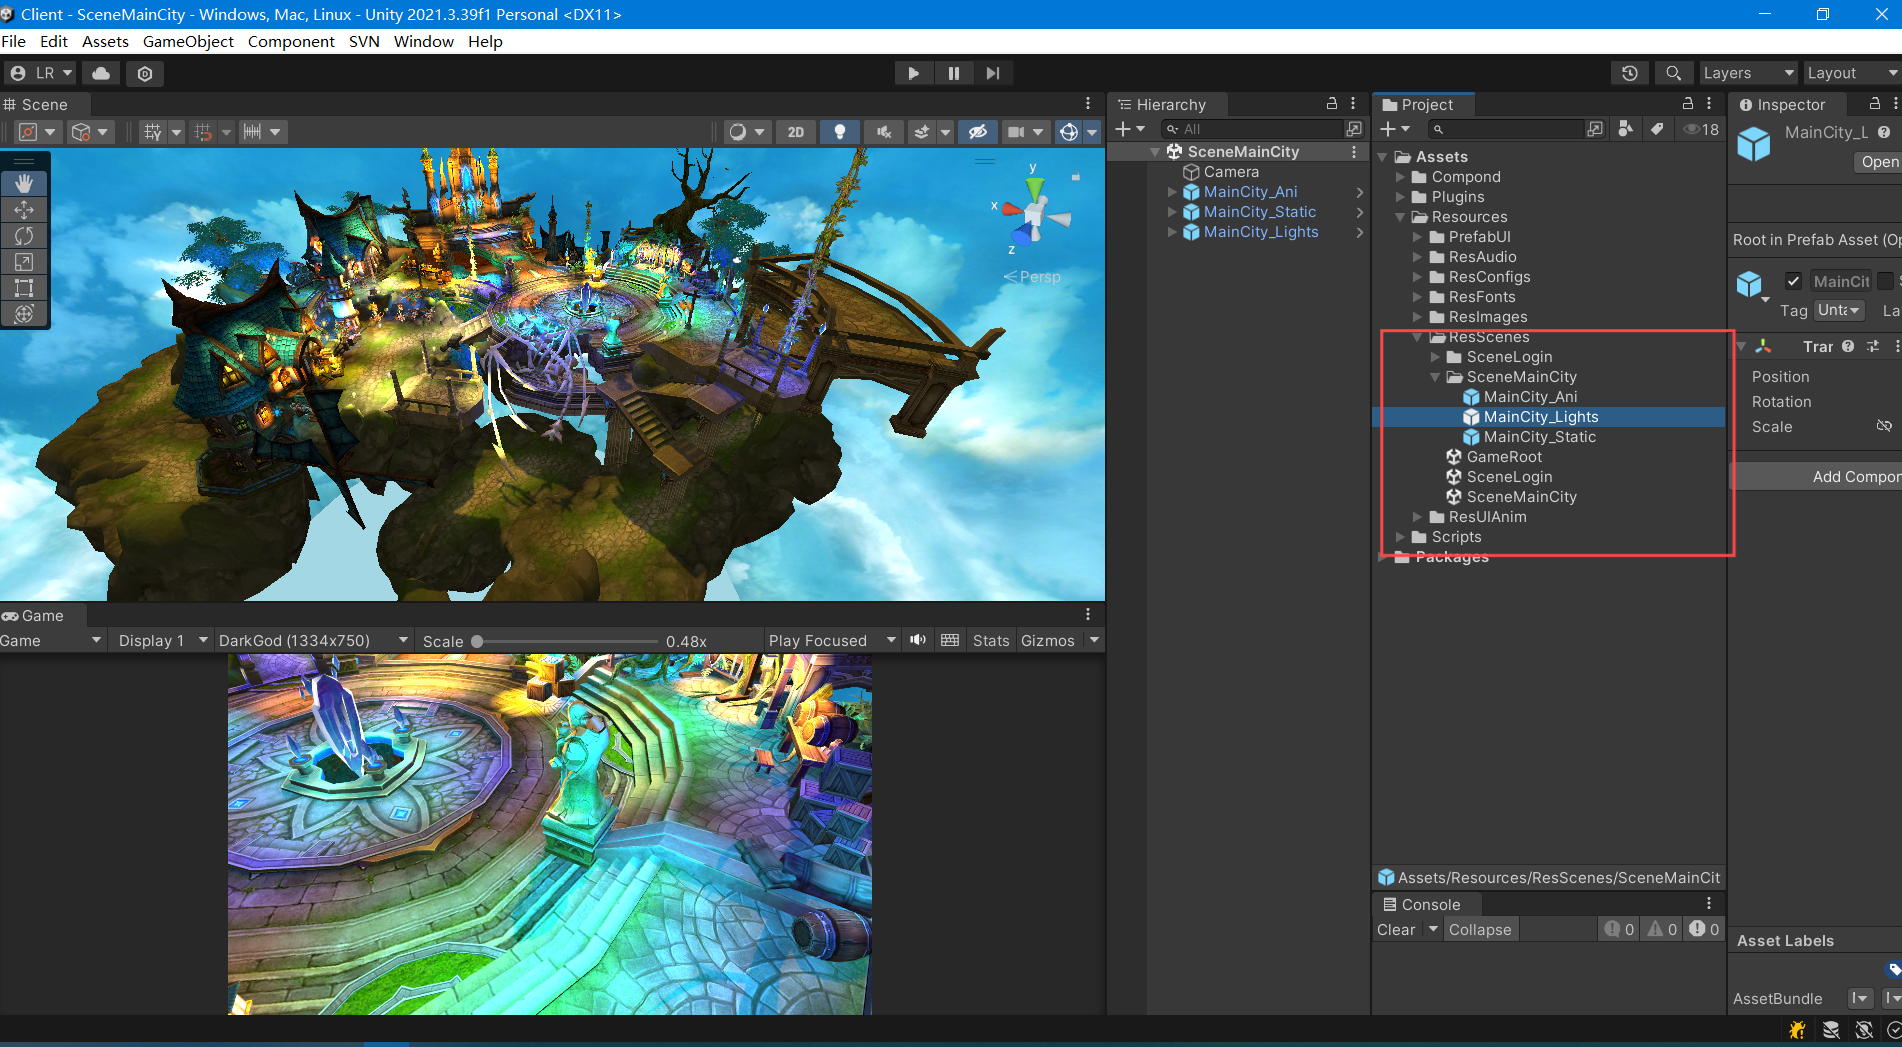 Client - SceneMainCity - Windows, Mac, Linux - Unity 2021.3.39f1 Personal <DX11>
File Edit Assets GameObject Component SVN Window Help
LR
Layers
Layout
Scene
2D
y
x
z
Persp
Hierarchy
All
SceneMainCity
Camera
MainCity_Ani
MainCity_Static
MainCity_Lights
Project
18
Assets
Compond
Plugins
Resources
PrefabUI
ResAudio
ResConfigs
ResFonts
ResImages
ResScenes
SceneLogin
SceneMainCity
MainCity_Ani
MainCity_Lights
MainCity_Static
GameRoot
SceneLogin
SceneMainCity
ResUIAnim
Scripts
Packages
Assets/Resources/ResScenes/SceneMainCit
Console
Clear Collapse 0 0 0
Inspector
MainCity_L
Open
Root in Prefab Asset (Op
MainCit
Tag Unta La
Trar
Position
Rotation
Scale
Add Compor
Asset Labels
AssetBundle
Game
Game Display 1 DarkGod (1334x750) Scale 0.48x Play Focused Stats Gizmos